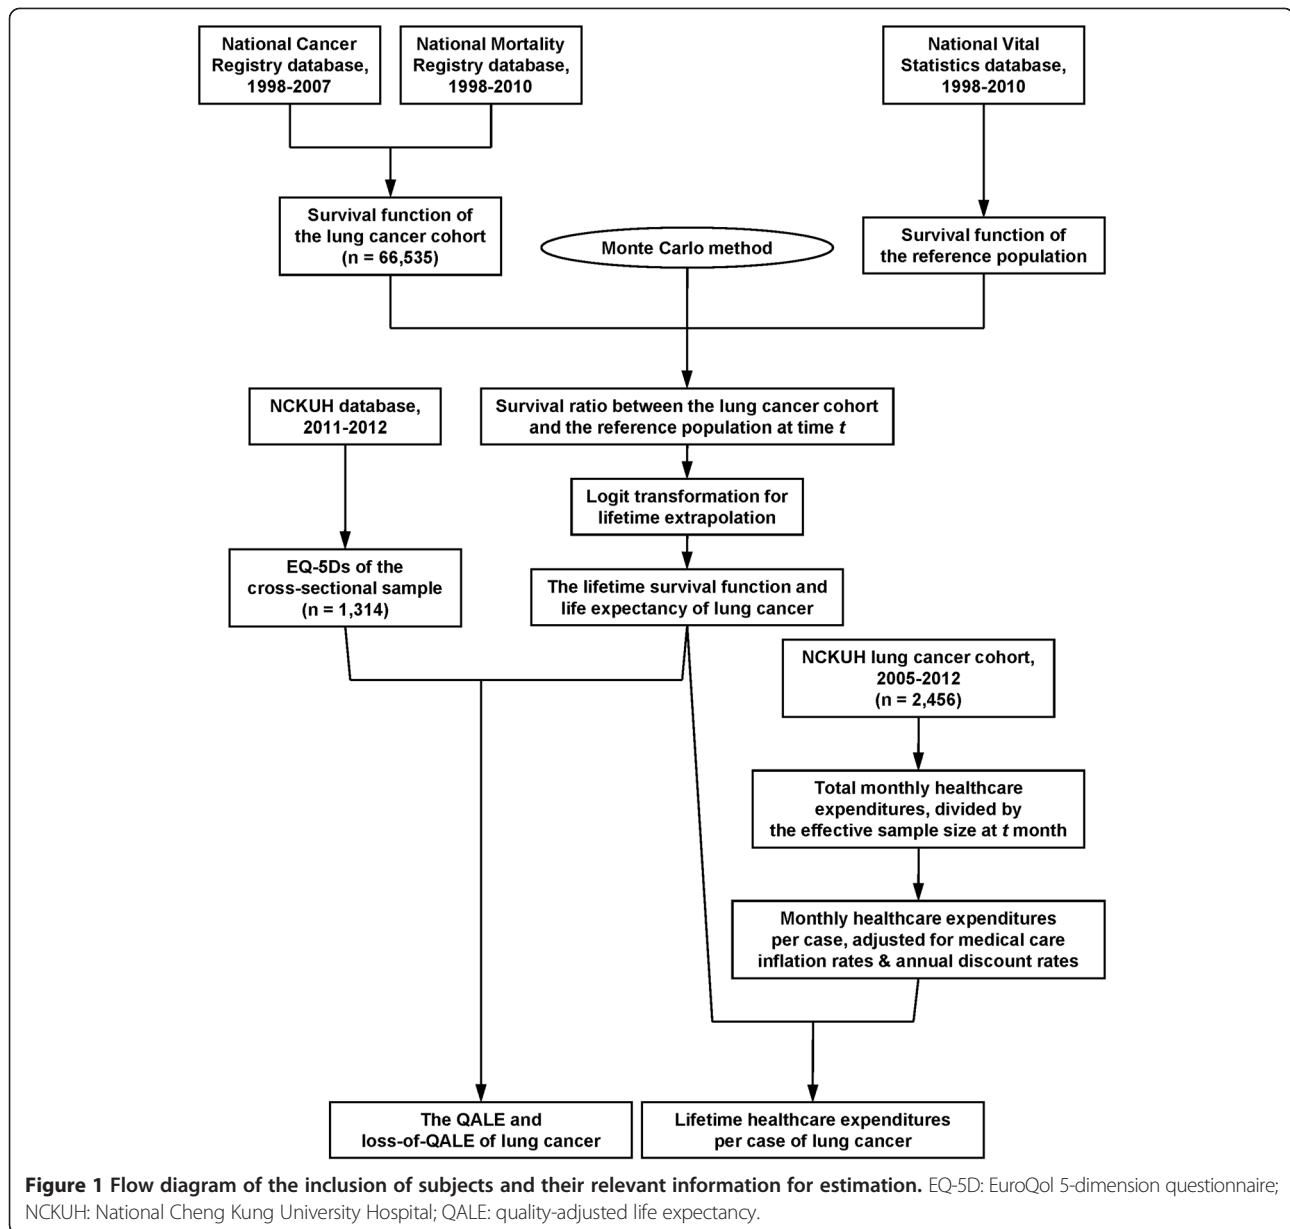 National Cancer
Registry database,
1998-2007
National Mortality
Registry database,
1998-2010
National Vital
Statistics database,
1998-2010
Survival function of
the lung cancer cohort
(n = 66,535)
Monte Carlo method
Survival function of
the reference population
NCKUH database,
2011-2012
Survival ratio between the lung cancer cohort
and the reference population at time t
Logit transformation for
lifetime extrapolation
EQ-5Ds of the
cross-sectional sample
(n = 1,314)
The lifetime survival function and
life expectancy of lung cancer
NCKUH lung cancer cohort,
2005-2012
(n = 2,456)
Total monthly healthcare
expenditures, divided by
the effective sample size at t month
Monthly healthcare expenditures
per case, adjusted for medical care
inflation rates & annual discount rates
The QALE and
loss-of-QALE of lung cancer
Lifetime healthcare expenditures
per case of lung cancer
Figure 1 Flow diagram of the inclusion of subjects and their relevant information for estimation. EQ-5D: EuroQol 5-dimension questionnaire;
NCKUH: National Cheng Kung University Hospital; QALE: quality-adjusted life expectancy.